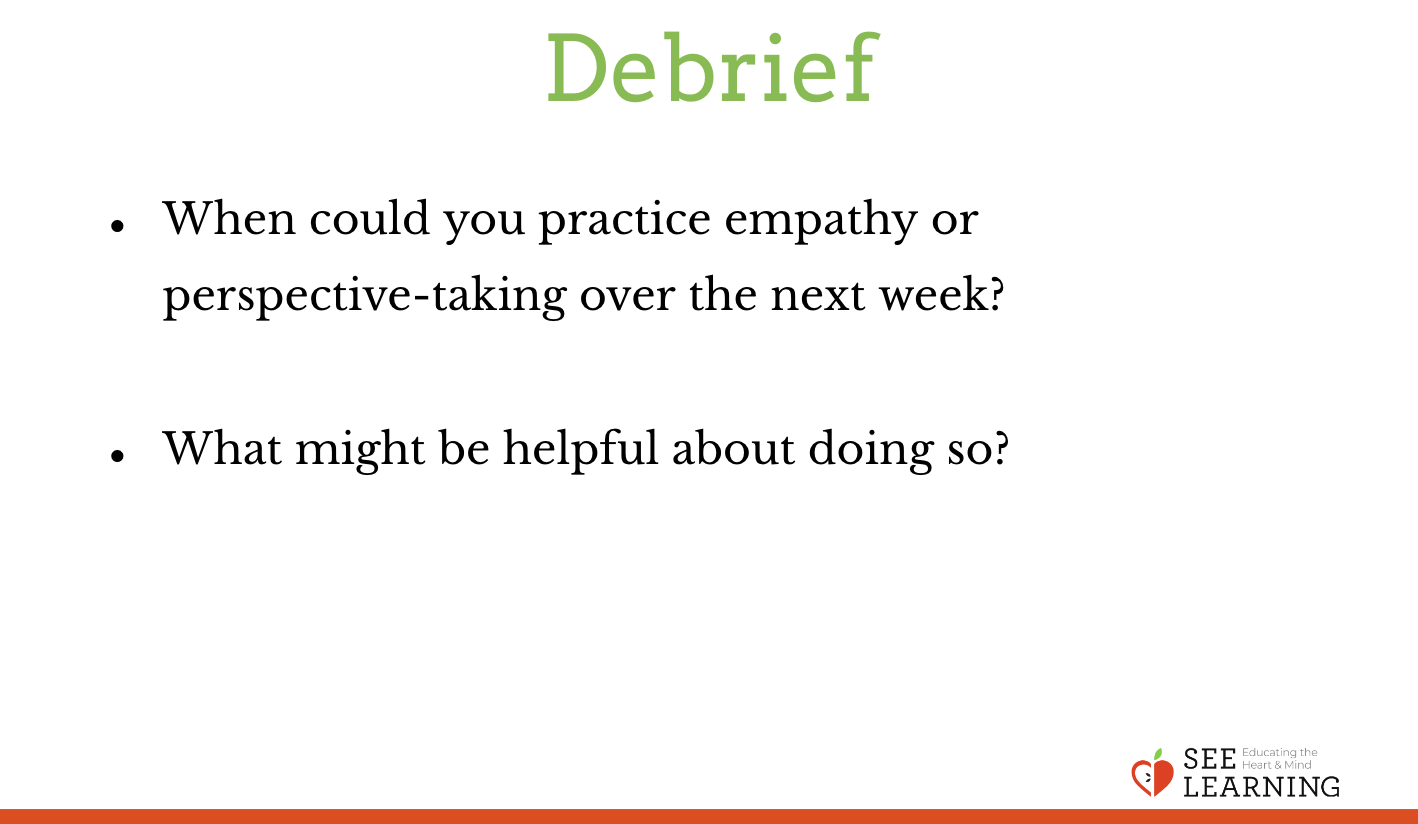 Debrief
• When could you practice empathy or
perspective-taking over the next week?
• What might be helpful about doing so?
SEE Educating the
Heart & Mind
LEARNING